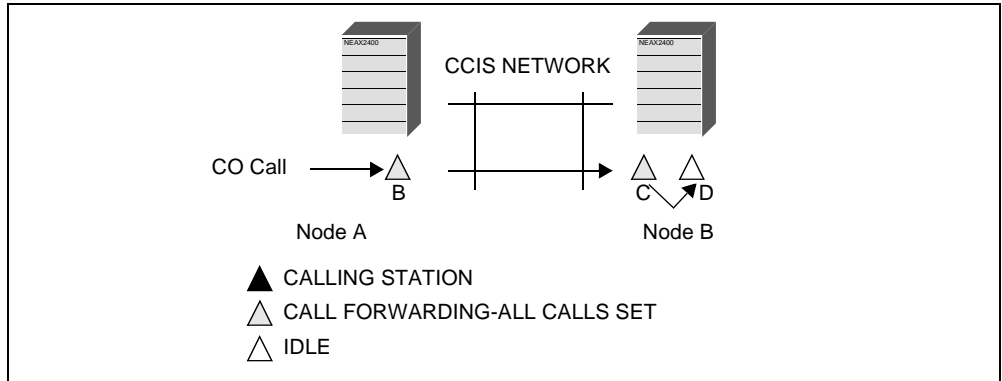 NEAX2400
NEAX2400
CCIS NETWORK
CO Call
B
C
D
Node A
Node B
CALLING STATION
CALL FORWARDING-ALL CALLS SET
IDLE